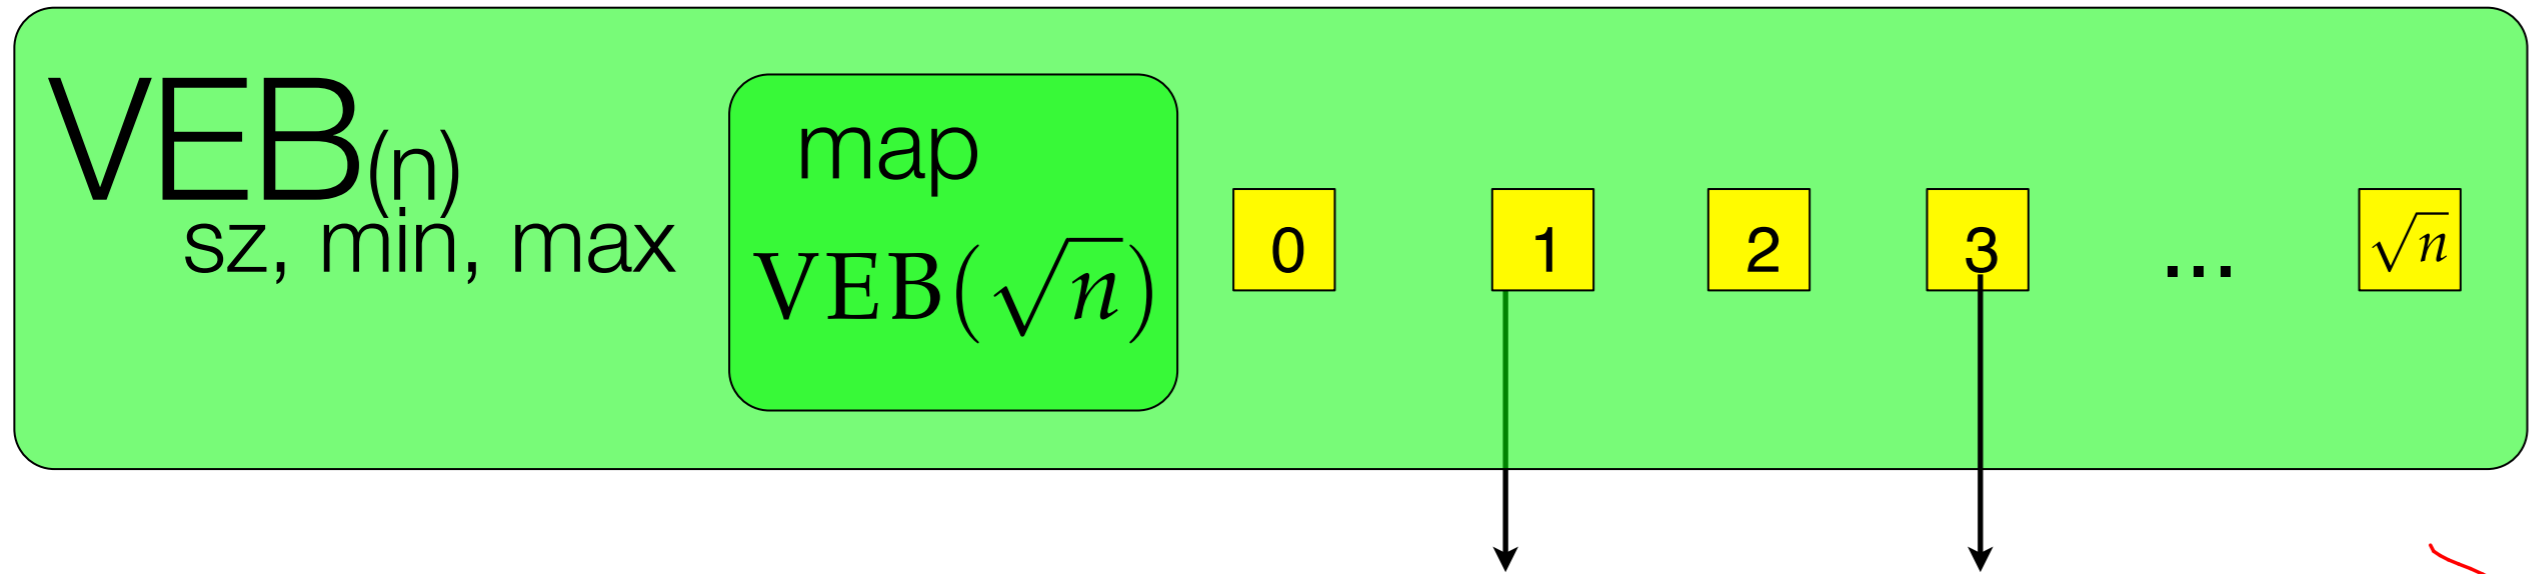 VEB(n)
sz, min, max
map
VEB(√n)
0 1 2 3 ... √n